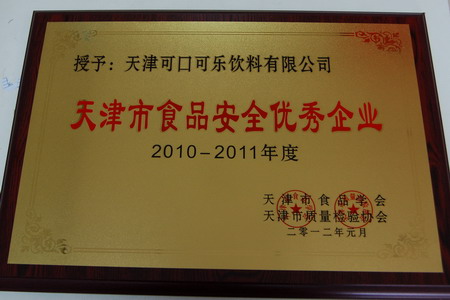 授予：天津可口可乐饮料有限公司
天津市食品安全优秀企业
2010-2011年度
天津市食品学会
天津市质量检验协会
二零一二年元月